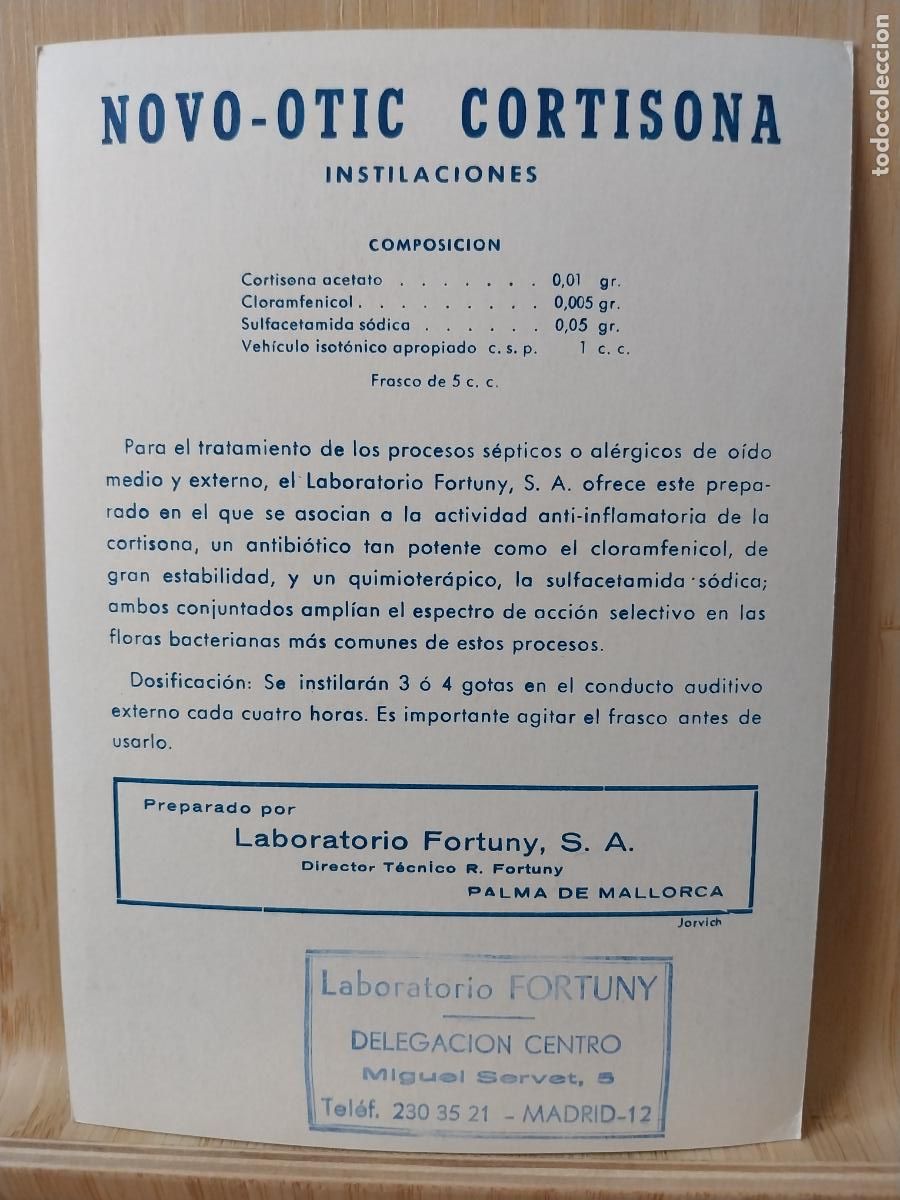 NOVO-OTIC CORTISONA
INSTILACIONES
COMPOSICION
Cortisona acetato . . . . . . . 0,01 gr.
Cloramfenicol . . . . . . . . . 0,005 gr.
Sulfacetamida sódica . . . . . . 0,05 gr.
Vehículo isotónico apropiado c. s. p. 1 c. c.
Frasco de 5 c. c.
Para el tratamiento de los procesos sépticos o alérgicos de oído
medio y externo, el Laboratorio Fortuny, S. A. ofrece este prepa-
rado en el que se asocian a la actividad anti-inflamatoria de la
cortisona, un antibiótico tan potente como el cloramfenicol, de
gran estabilidad, y un quimioterápico, la sulfacetamida sódica;
ambos conjuntados amplían el espectro de acción selectivo en las
floras bacterianas más comunes de estos procesos.
Dosificación: Se instilarán 3 ó 4 gotas en el conducto auditivo
externo cada cuatro horas. Es importante agitar el frasco antes de
usarlo.
Preparado por
Laboratorio Fortuny, S. A.
Director Técnico R. Fortuny
PALMA DE MALLORCA
Jorvich
Laboratorio FORTUNY
DELEGACION CENTRO
Miguel Servet, 5
Teléf. 230 35 21 - MADRID-12
todocoleccion